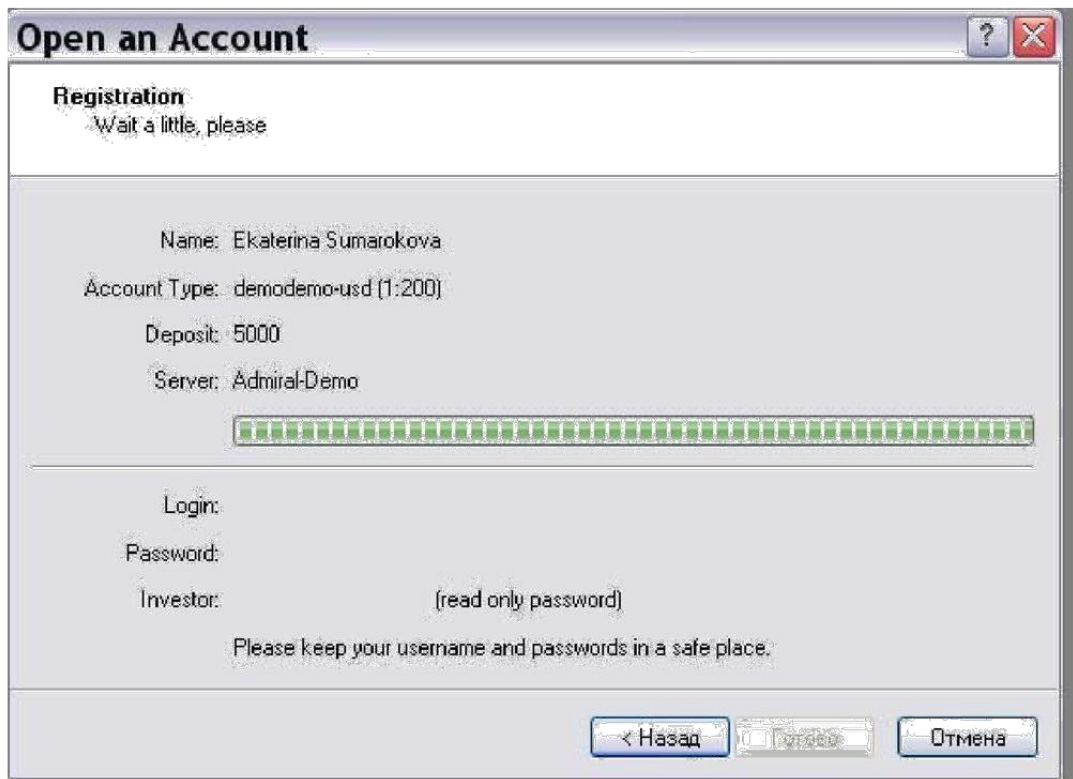 Open an Account
?
Registration
Wait a little, please
Name: Ekaterina Sumarokova
Account Type: demodemo-usd (1:200)
Deposit: 5000
Server: Admiral-Demo
Login:
Password:
Investor: (read only password)
Please keep your username and passwords in a safe place.
< Назад Готово Отмена